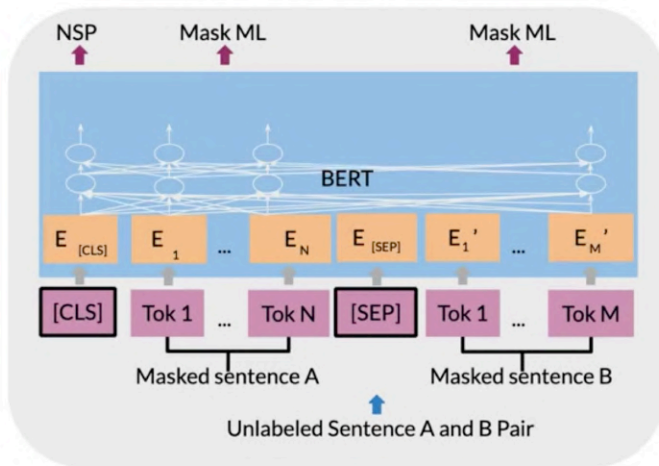 NSP Mask ML Mask ML
BERT
E [CLS] E 1 ... E N E [SEP] E 1' ... E M'
[CLS] Tok 1 ... Tok N [SEP] Tok 1 ... Tok M
Masked sentence A Masked sentence B
Unlabeled Sentence A and B Pair